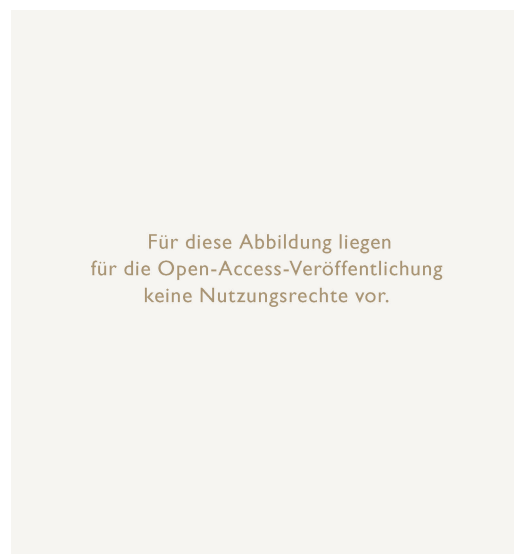 Für diese Abbildung liegen
für die Open-Access-Veröffentlichung
keine Nutzungsrechte vor.